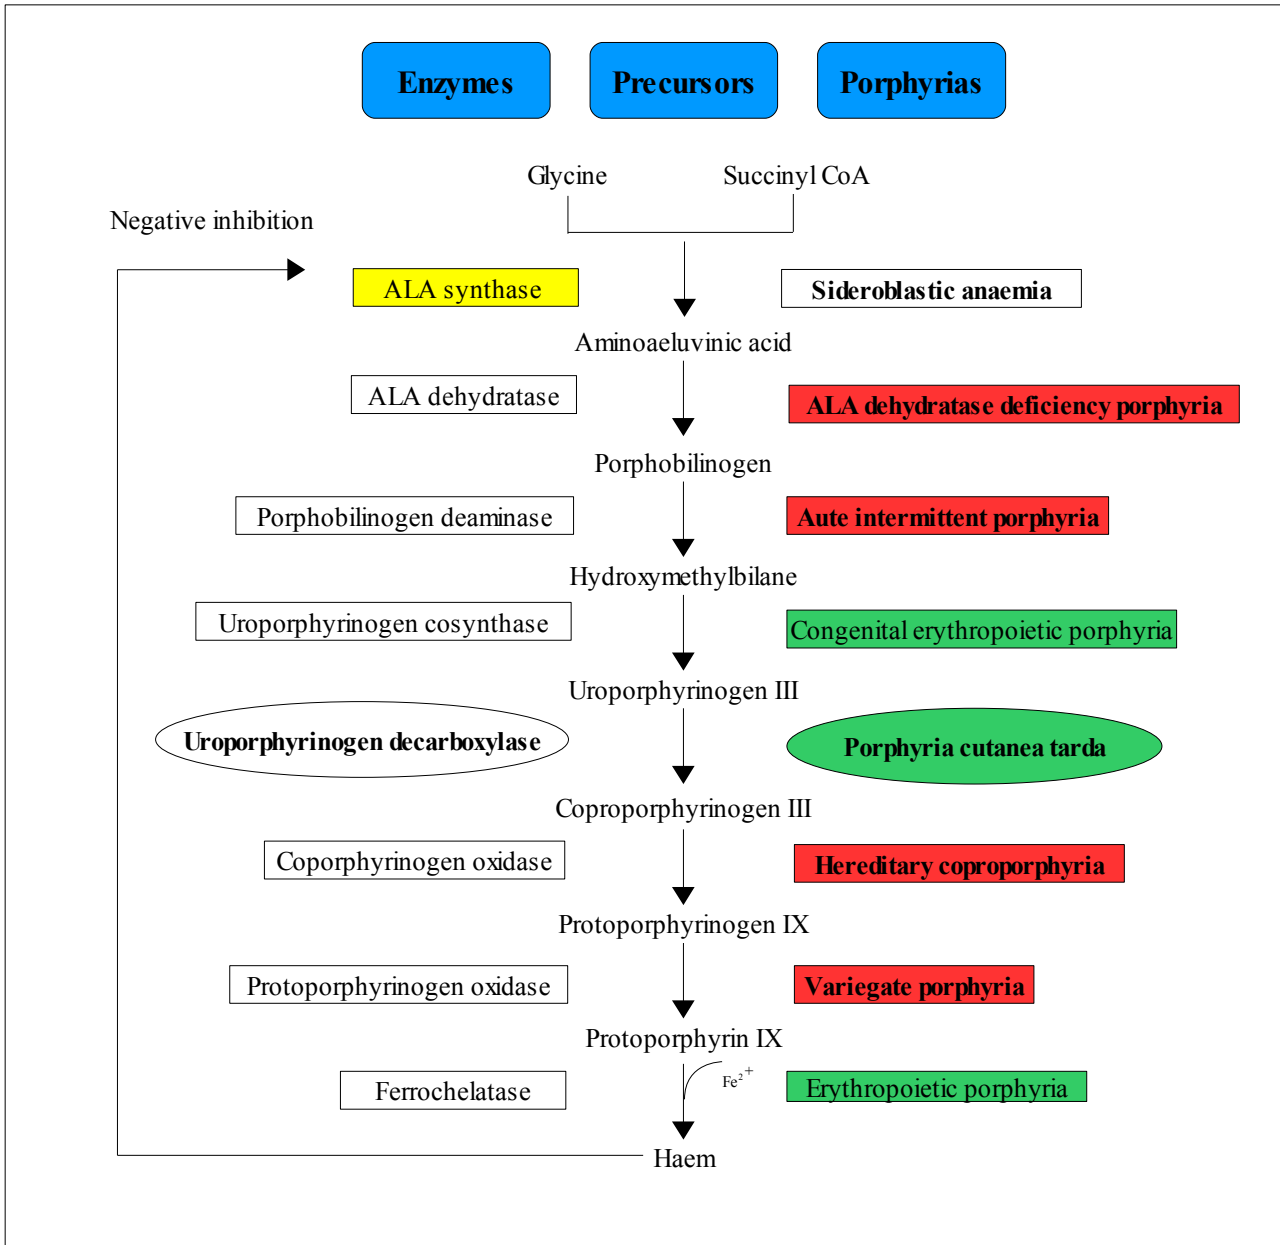 Enzymes
Precursors
Porphyrias
Glycine
Succinyl CoA
Negative inhibition
ALA synthase
Sideroblastic anaemia
Aminoaeluvinic acid
ALA dehydratase
ALA dehydratase deficiency porphyria
Porphobilinogen
Porphobilinogen deaminase
Aute intermittent porphyria
Hydroxymethylbilane
Uroporphyrinogen cosynthase
Congenital erythropoietic porphyria
Uroporphyrinogen III
Uroporphyrinogen decarboxylase
Porphyria cutanea tarda
Coproporphyrinogen III
Coporphyrinogen oxidase
Hereditary coproporphyria
Protoporphyrinogen IX
Protoporphyrinogen oxidase
Variegate porphyria
Protoporphyrin IX
Fe²⁺
Ferrochelatase
Erythropoietic porphyria
Haem